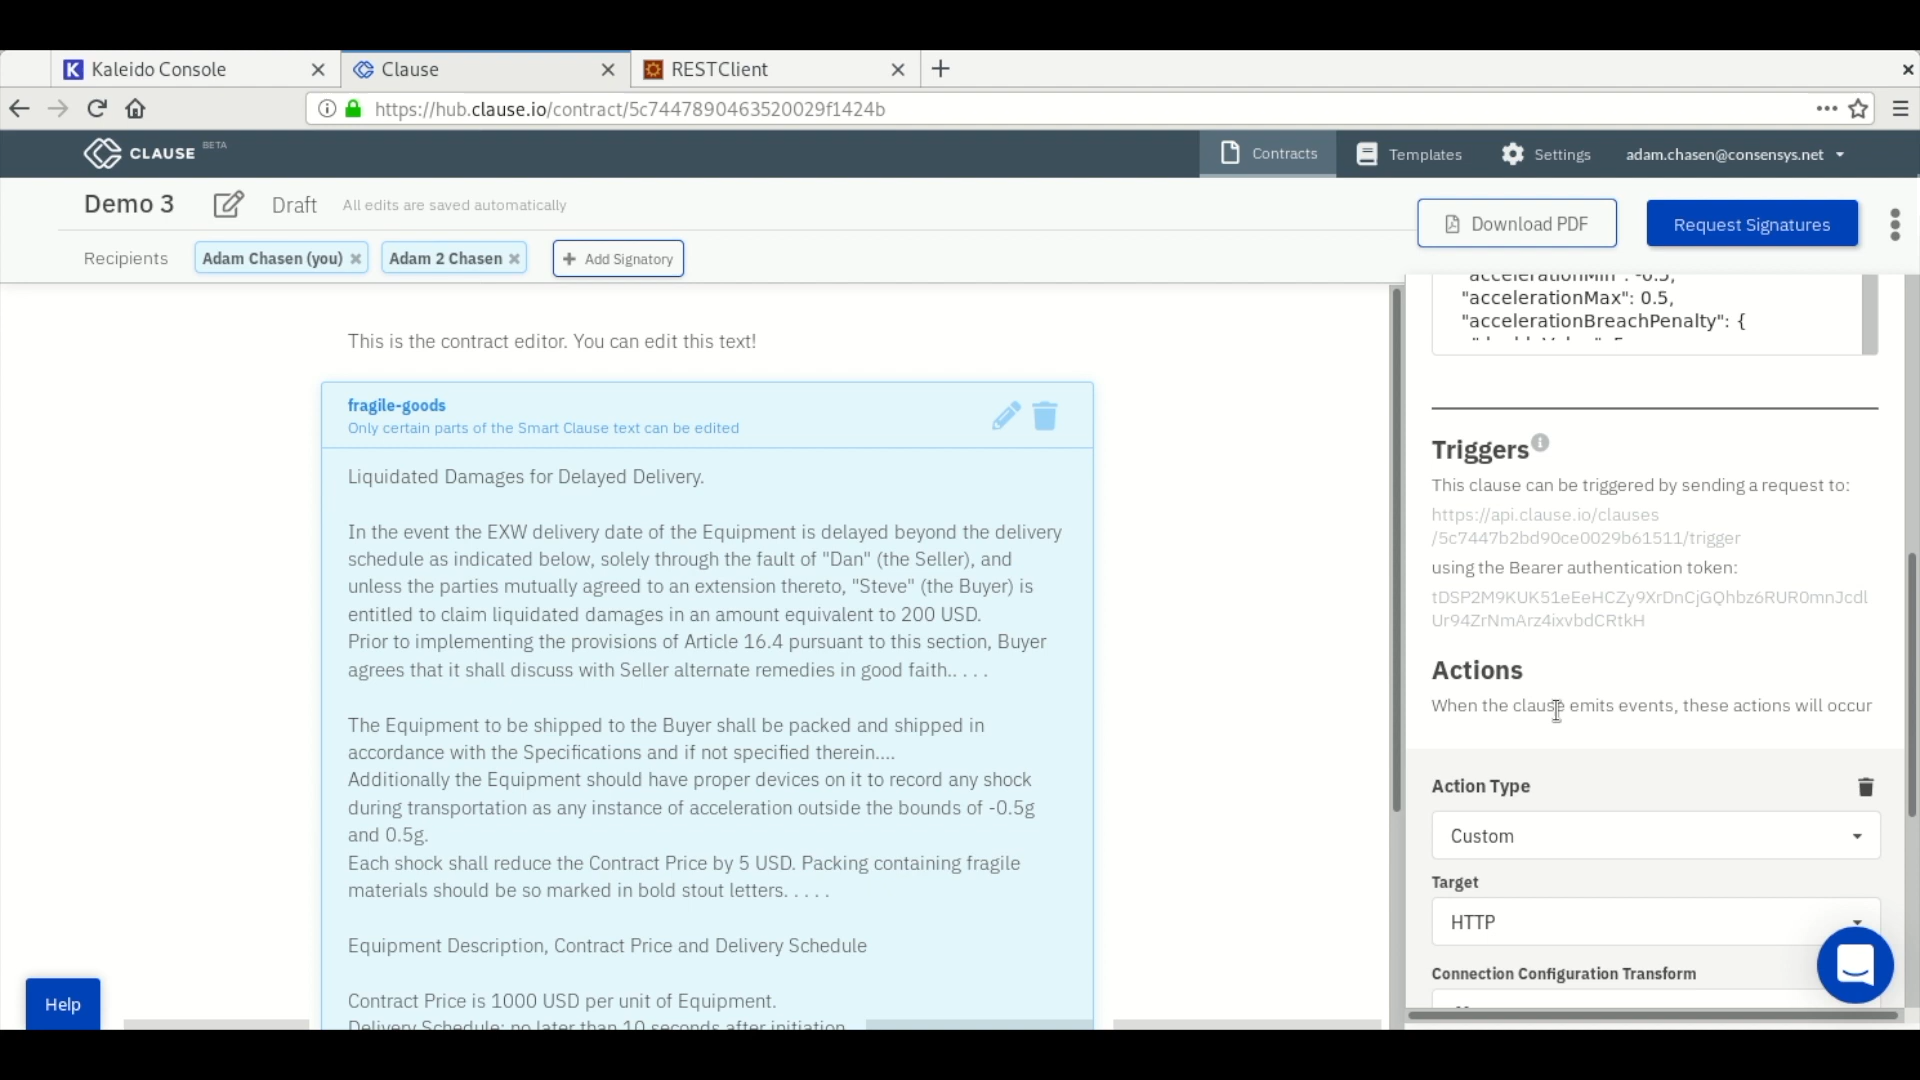 Kaleido Console
Clause
RESTClient
https://hub.clause.io/contract/5c7447890463520029f1424b
CLAUSE BETA
Contracts
Templates
Settings
adam.chasen@consensys.net
Demo 3
Draft
All edits are saved automatically
Download PDF
Request Signatures
Recipients
Adam Chasen (you)
Adam 2 Chasen
+ Add Signatory
This is the contract editor. You can edit this text!
fragile-goods
Only certain parts of the Smart Clause text can be edited
Liquidated Damages for Delayed Delivery.
In the event the EXW delivery date of the Equipment is delayed beyond the delivery
schedule as indicated below, solely through the fault of "Dan" (the Seller), and
unless the parties mutually agreed to an extension thereto, "Steve" (the Buyer) is
entitled to claim liquidated damages in an amount equivalent to 200 USD.
Prior to implementing the provisions of Article 16.4 pursuant to this section, Buyer
agrees that it shall discuss with Seller alternate remedies in good faith.. . . .
The Equipment to be shipped to the Buyer shall be packed and shipped in
accordance with the Specifications and if not specified therein....
Additionally the Equipment should have proper devices on it to record any shock
during transportation as any instance of acceleration outside the bounds of -0.5g
and 0.5g.
Each shock shall reduce the Contract Price by 5 USD. Packing containing fragile
materials should be so marked in bold stout letters. . . . .
Equipment Description, Contract Price and Delivery Schedule
Contract Price is 1000 USD per unit of Equipment.
Delivery Schedule: no later than 10 seconds after initiation
Help
"accelerationMin": -0.5,
"accelerationMax": 0.5,
"accelerationBreachPenalty": {
Triggers
This clause can be triggered by sending a request to:
https://api.clause.io/clauses
/5c7447b2bd90ce0029b61511/trigger
using the Bearer authentication token:
tDSP2M9KUK51eEeHCZy9XrDnCjGQhbz6RUR0mnJcdl
Ur94ZrNmArz4ixvbdCRtkH
Actions
When the clause emits events, these actions will occur
Action Type
Custom
Target
HTTP
Connection Configuration Transform